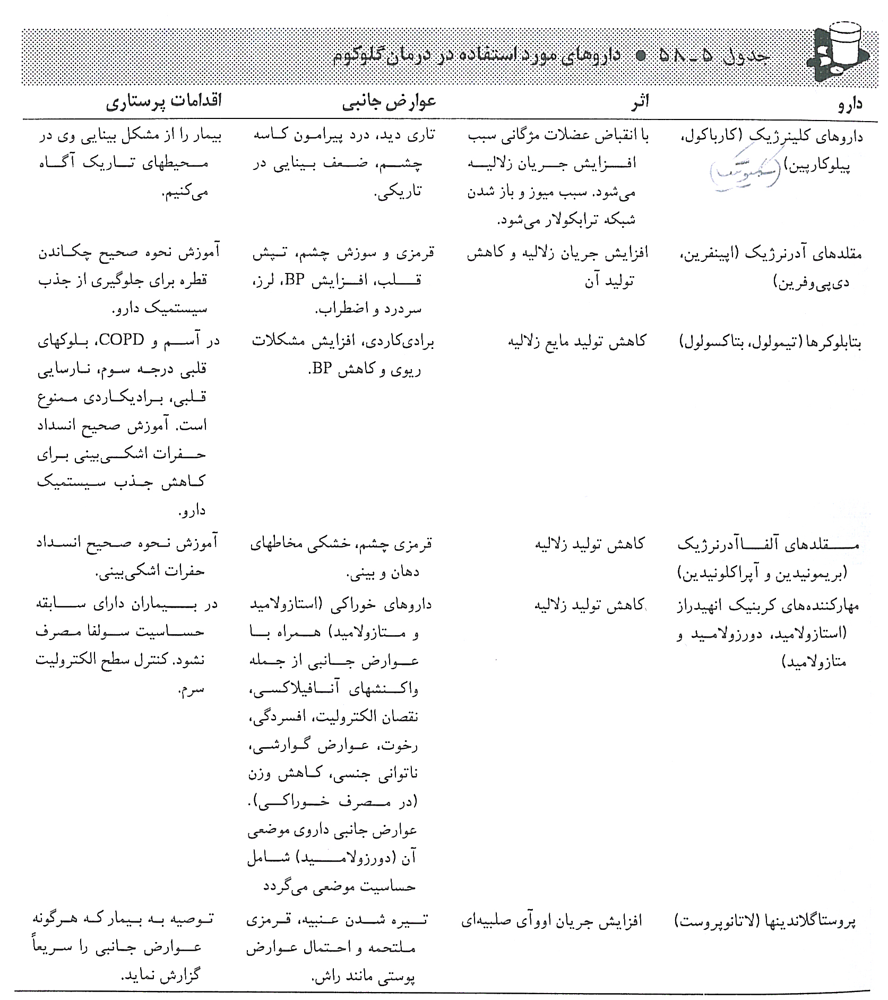 جدول ۵-۵۸ ● داروهای مورد استفاده در درمان گلوکوم
دارو
اثر
عوارض جانبی
اقدامات پرستاری
داروهای کلینرژیک (کارباکول،
پیلوکارپین)
با انقباض عضلات مژگانی سبب
افزایش جریان زلالیه
می‌شود. سبب میوز و باز شدن
شبکه ترابکولار می‌شود.
تاری دید، درد پیرامون کاسه
چشم، ضعف بینایی در
تاریکی.
بیمار را از مشکل بینایی وی در
محیطهای تاریک آگاه
می‌کنیم.
مقلدهای آدرنرژیک (اپینفرین،
دی‌پی‌وفرین)
افزایش جریان زلالیه و کاهش
تولید آن
قرمزی و سوزش چشم، تپش
قلب، افزایش BP، لرز،
سردرد و اضطراب.
آموزش نحوه صحیح چکاندن
قطره برای جلوگیری از جذب
سیستمیک دارو.
بتابلوکرها (تیمولول، بتاکسولول)
کاهش تولید مایع زلالیه
برادی‌کاردی، افزایش مشکلات
ریوی و کاهش BP.
در آسم و COPD، بلوکهای
قلبی درجه سوم، نارسایی
قلبی، برادیکاردی ممنوع
است. آموزش صحیح انسداد
حفرات اشکی‌بینی برای
کاهش جذب سیستمیک
دارو.
مقلدهای آلفاآدرنرژیک
(بریمونیدین و آپراکلونیدین)
کاهش تولید زلالیه
قرمزی چشم، خشکی مخاطهای
دهان و بینی.
آموزش نحوه صحیح انسداد
حفرات اشکی‌بینی.
مهارکننده‌های کربنیک انهیدراز
(استازولامید، دورزولامید و
متازولامید)
کاهش تولید زلالیه
داروهای خوراکی (استازولامید
و متازولامید) همراه با
عوارض جانبی از جمله
واکنشهای آنافیلاکسی،
نقصان الکترولیت، افسردگی،
رخوت، عوارض گوارشی،
ناتوانی جنسی، کاهش وزن
(در مصرف خوراکی).
عوارض جانبی داروی موضعی
آن (دورزولامید) شامل
حساسیت موضعی می‌گردد
در بیماران دارای سابقه
حساسیت سولفا مصرف
نشود. کنترل سطح الکترولیت
سرم.
پروستاگلاندینها (لاتانوپروست)
افزایش جریان اووآی صلبیه‌ای
تیره شدن عنبیه، قرمزی
ملتحمه و احتمال عوارض
پوستی مانند راش.
توصیه به بیمار که هرگونه
عوارض جانبی را سریعاً
گزارش نماید.